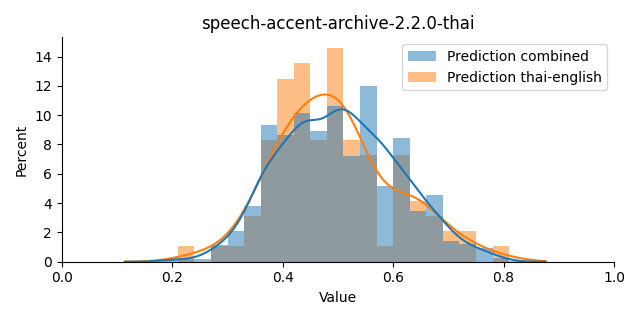 speech-accent-archive-2.2.0-thai
Prediction combined
Prediction thai-english
Percent
14
12
10
8
6
4
2
0
0.0 0.2 0.4 0.6 0.8 1.0
Value